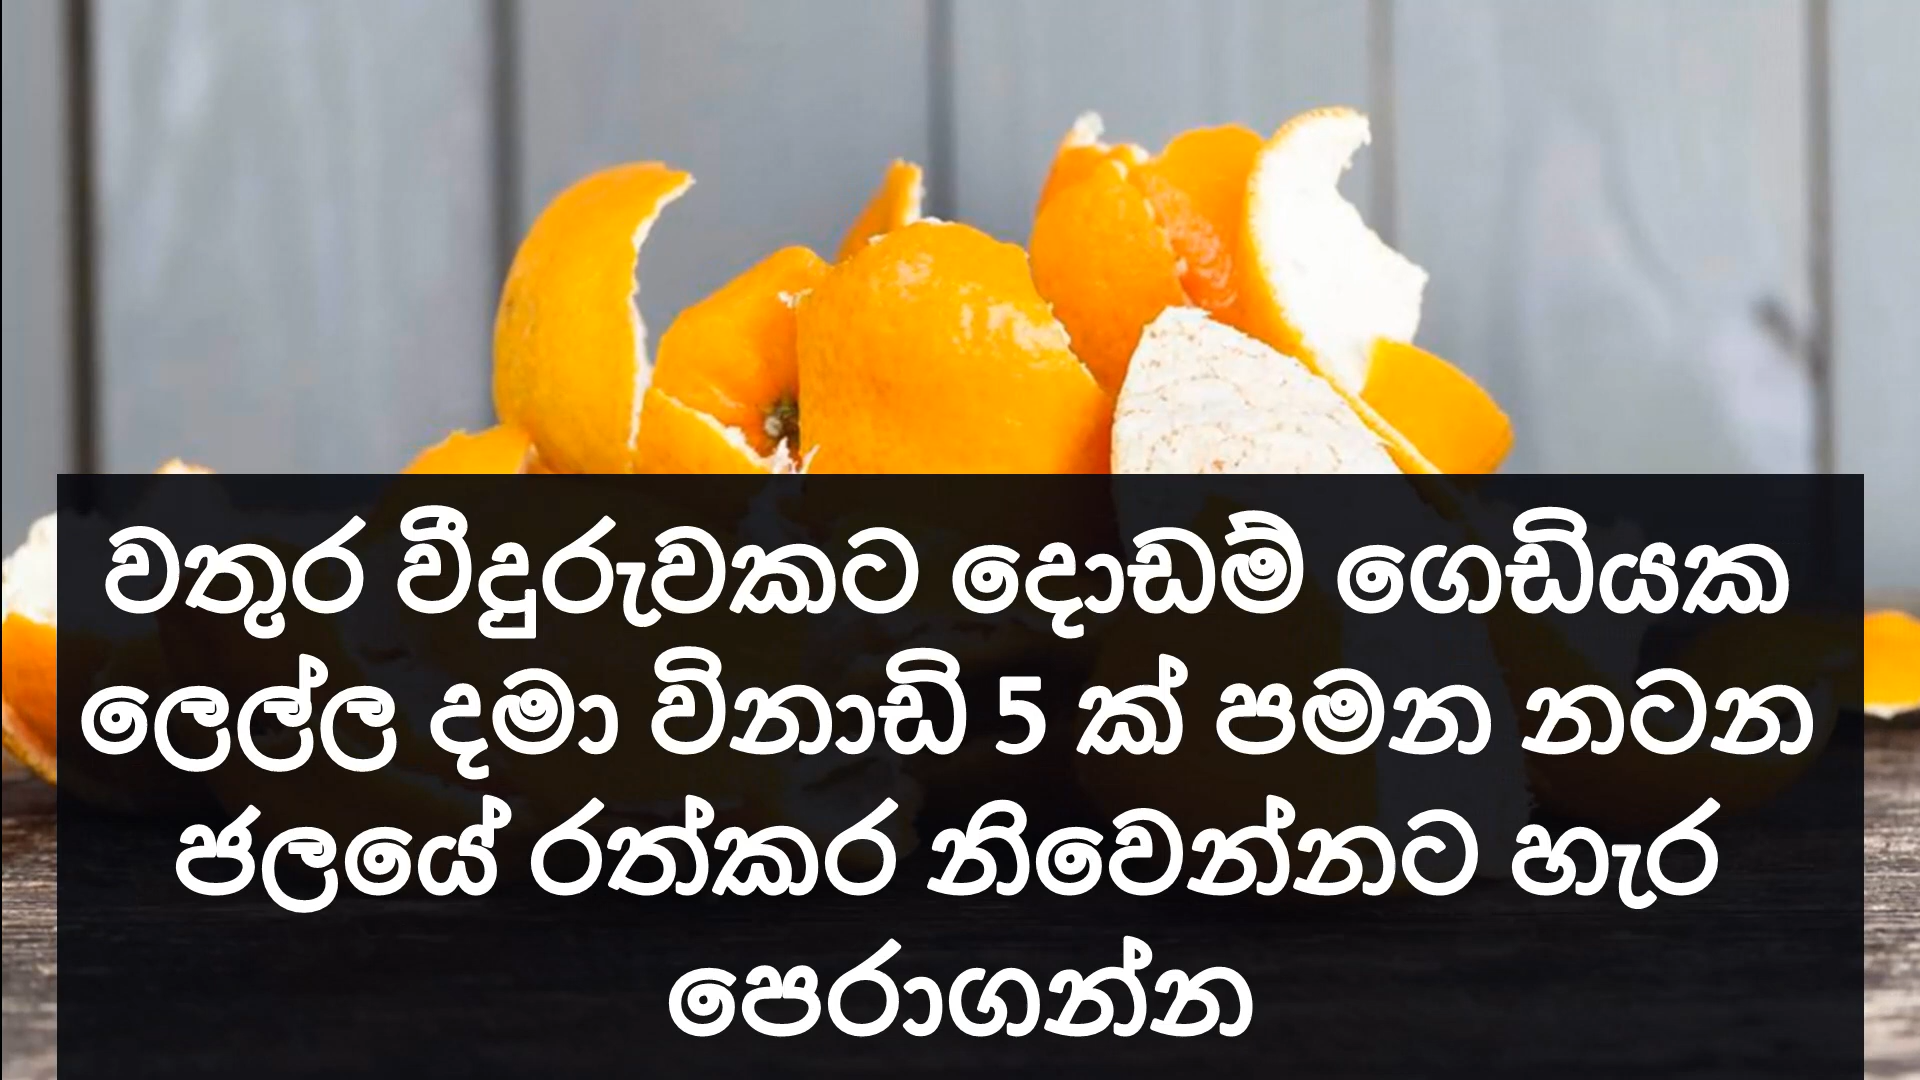 වතුර වීදුරුවකට දොඩම් ගෙඩියක
ලෙල්ල දමා විනාඩි 5 ක් පමන නටන
ජලයේ රත්කර නිවෙන්නට හැර
පෙරාගන්න